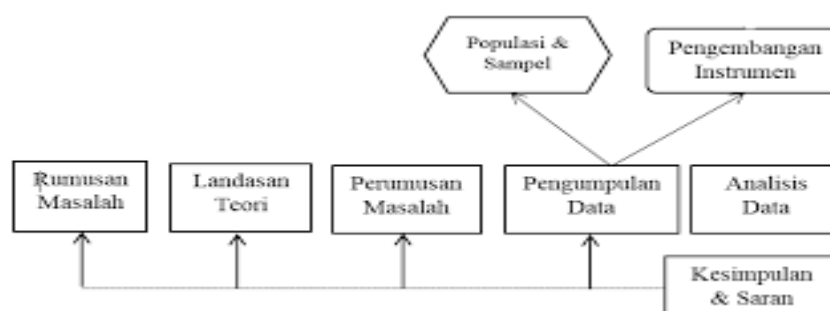 Populasi &
Sampel
Pengembangan
Instrumen
Rumusan
Masalah
Landasan
Teori
Perumusan
Masalah
Pengumpulan
Data
Analisis
Data
Kesimpulan
& Saran